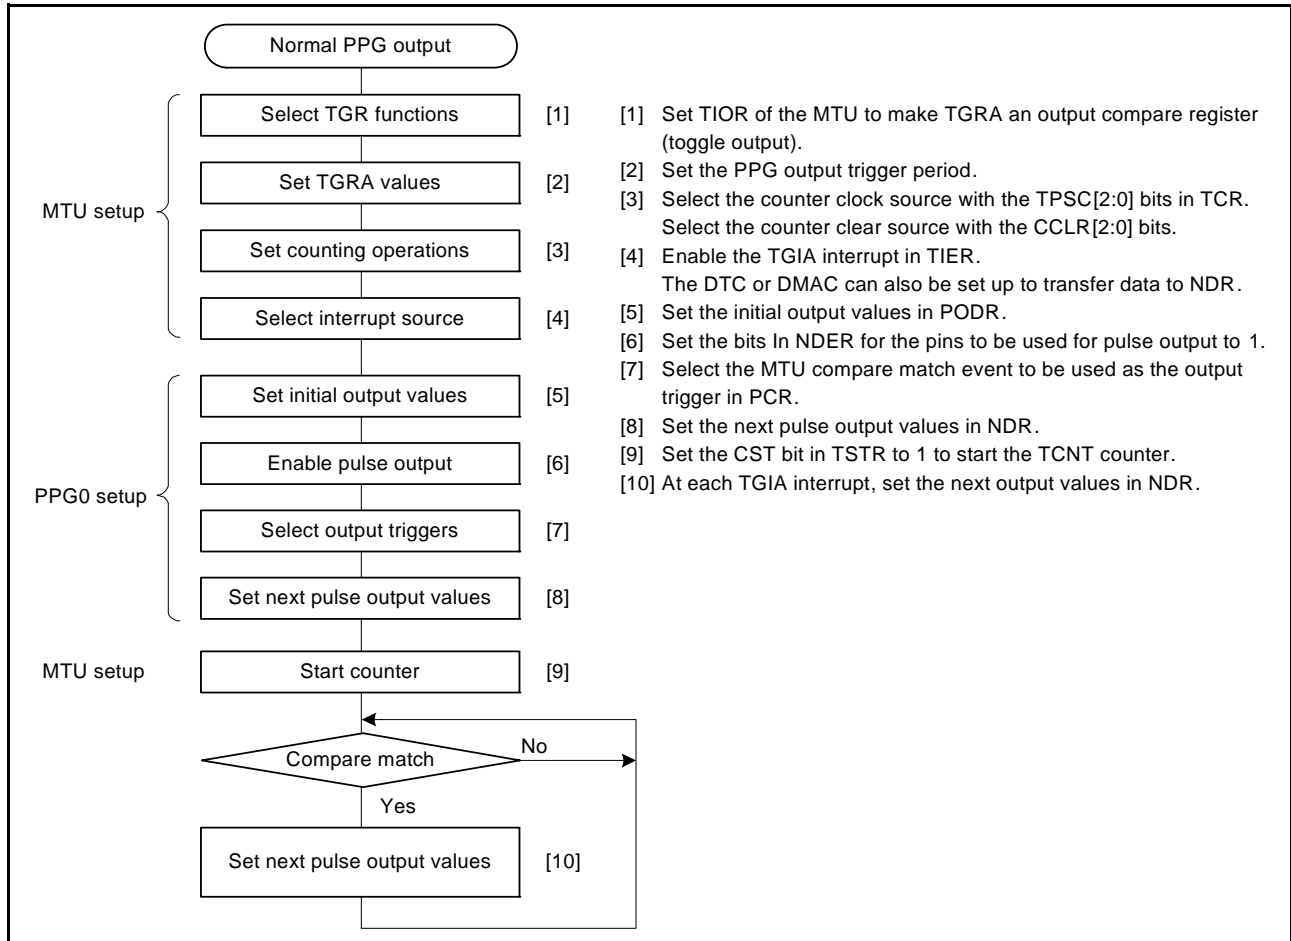 Normal PPG output
Select TGR functions [1]
Set TGRA values [2]
MTU setup
Set counting operations [3]
Select interrupt source [4]
Set initial output values [5]
Enable pulse output [6]
PPG0 setup
Select output triggers [7]
Set next pulse output values [8]
MTU setup
Start counter [9]
Compare match
No
Yes
Set next pulse output values [10]
[1] Set TIOR of the MTU to make TGRA an output compare register
(toggle output).
[2] Set the PPG output trigger period.
[3] Select the counter clock source with the TPSC[2:0] bits in TCR.
Select the counter clear source with the CCLR[2:0] bits.
[4] Enable the TGIA interrupt in TIER.
The DTC or DMAC can also be set up to transfer data to NDR.
[5] Set the initial output values in PODR.
[6] Set the bits In NDER for the pins to be used for pulse output to 1.
[7] Select the MTU compare match event to be used as the output
trigger in PCR.
[8] Set the next pulse output values in NDR.
[9] Set the CST bit in TSTR to 1 to start the TCNT counter.
[10] At each TGIA interrupt, set the next output values in NDR.